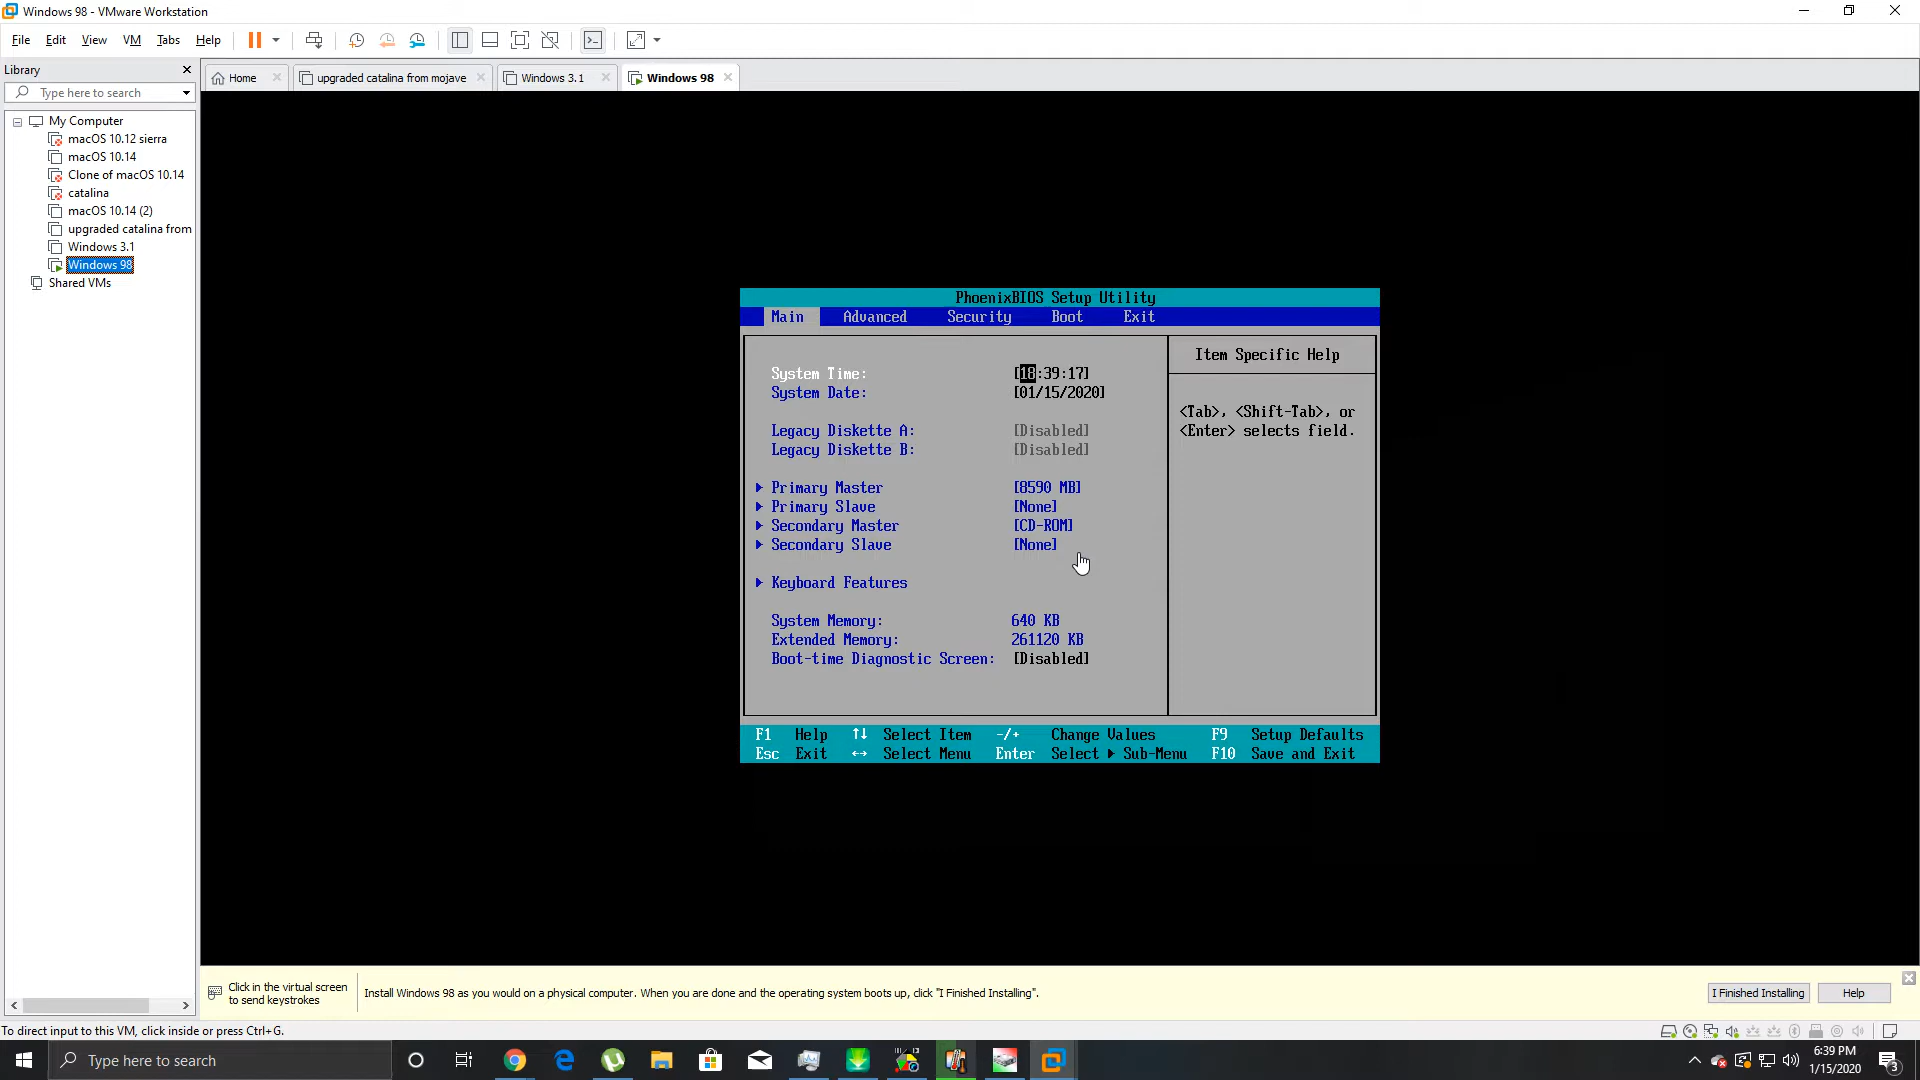 Windows 98 - VMware Workstation
File Edit View VM Tabs Help
Library
Type here to search
My Computer
macOS 10.12 sierra
macOS 10.14
Clone of macOS 10.14
catalina
macOS 10.14 (2)
upgraded catalina from
Windows 3.1
Windows 98
Shared VMs
Home upgraded catalina from mojave Windows 3.1 Windows 98
PhoenixBIOS Setup Utility
Main Advanced Security Boot Exit
System Time: [18:39:17]
System Date: [01/15/2020]
Legacy Diskette A: [Disabled]
Legacy Diskette B: [Disabled]
Primary Master [8590 MB]
Primary Slave [None]
Secondary Master [CD-ROM]
Secondary Slave [None]
Keyboard Features
System Memory: 640 KB
Extended Memory: 261120 KB
Boot-time Diagnostic Screen: [Disabled]
Item Specific Help
<Tab>, <Shift-Tab>, or
<Enter> selects field.
F1 Help ↑↓ Select Item -/+ Change Values F9 Setup Defaults
Esc Exit ↔ Select Menu Enter Select ▶ Sub-Menu F10 Save and Exit
Click in the virtual screen
to send keystrokes
Install Windows 98 as you would on a physical computer. When you are done and the operating system boots up, click "I Finished Installing".
I Finished Installing Help
To direct input to this VM, click inside or press Ctrl+G.
Type here to search
6:39 PM
1/15/2020
3